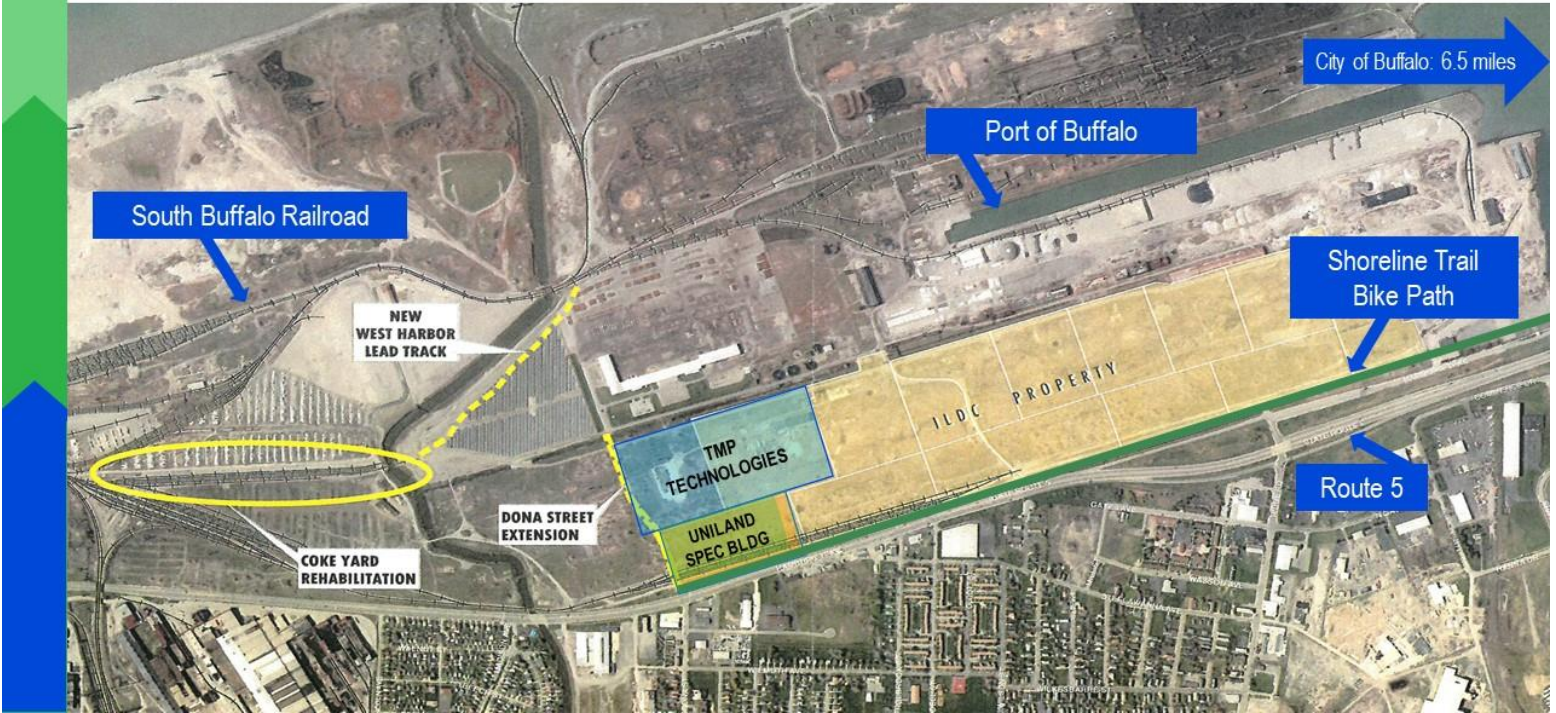 City of Buffalo: 6.5 miles
Port of Buffalo
South Buffalo Railroad
Shoreline Trail
Bike Path
NEW
WEST HARBOR
LEAD TRACK
ILDC PROPERTY
TMP
TECHNOLOGIES
Route 5
DONA STREET
EXTENSION
UNILAND
SPEC BLDG
COKE YARD
REHABILITATION